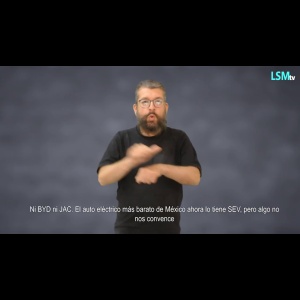 LSMtv
Ni BYD ni JAC. El auto eléctrico más barato de México ahora lo tiene SEV, pero algo no
nos convence